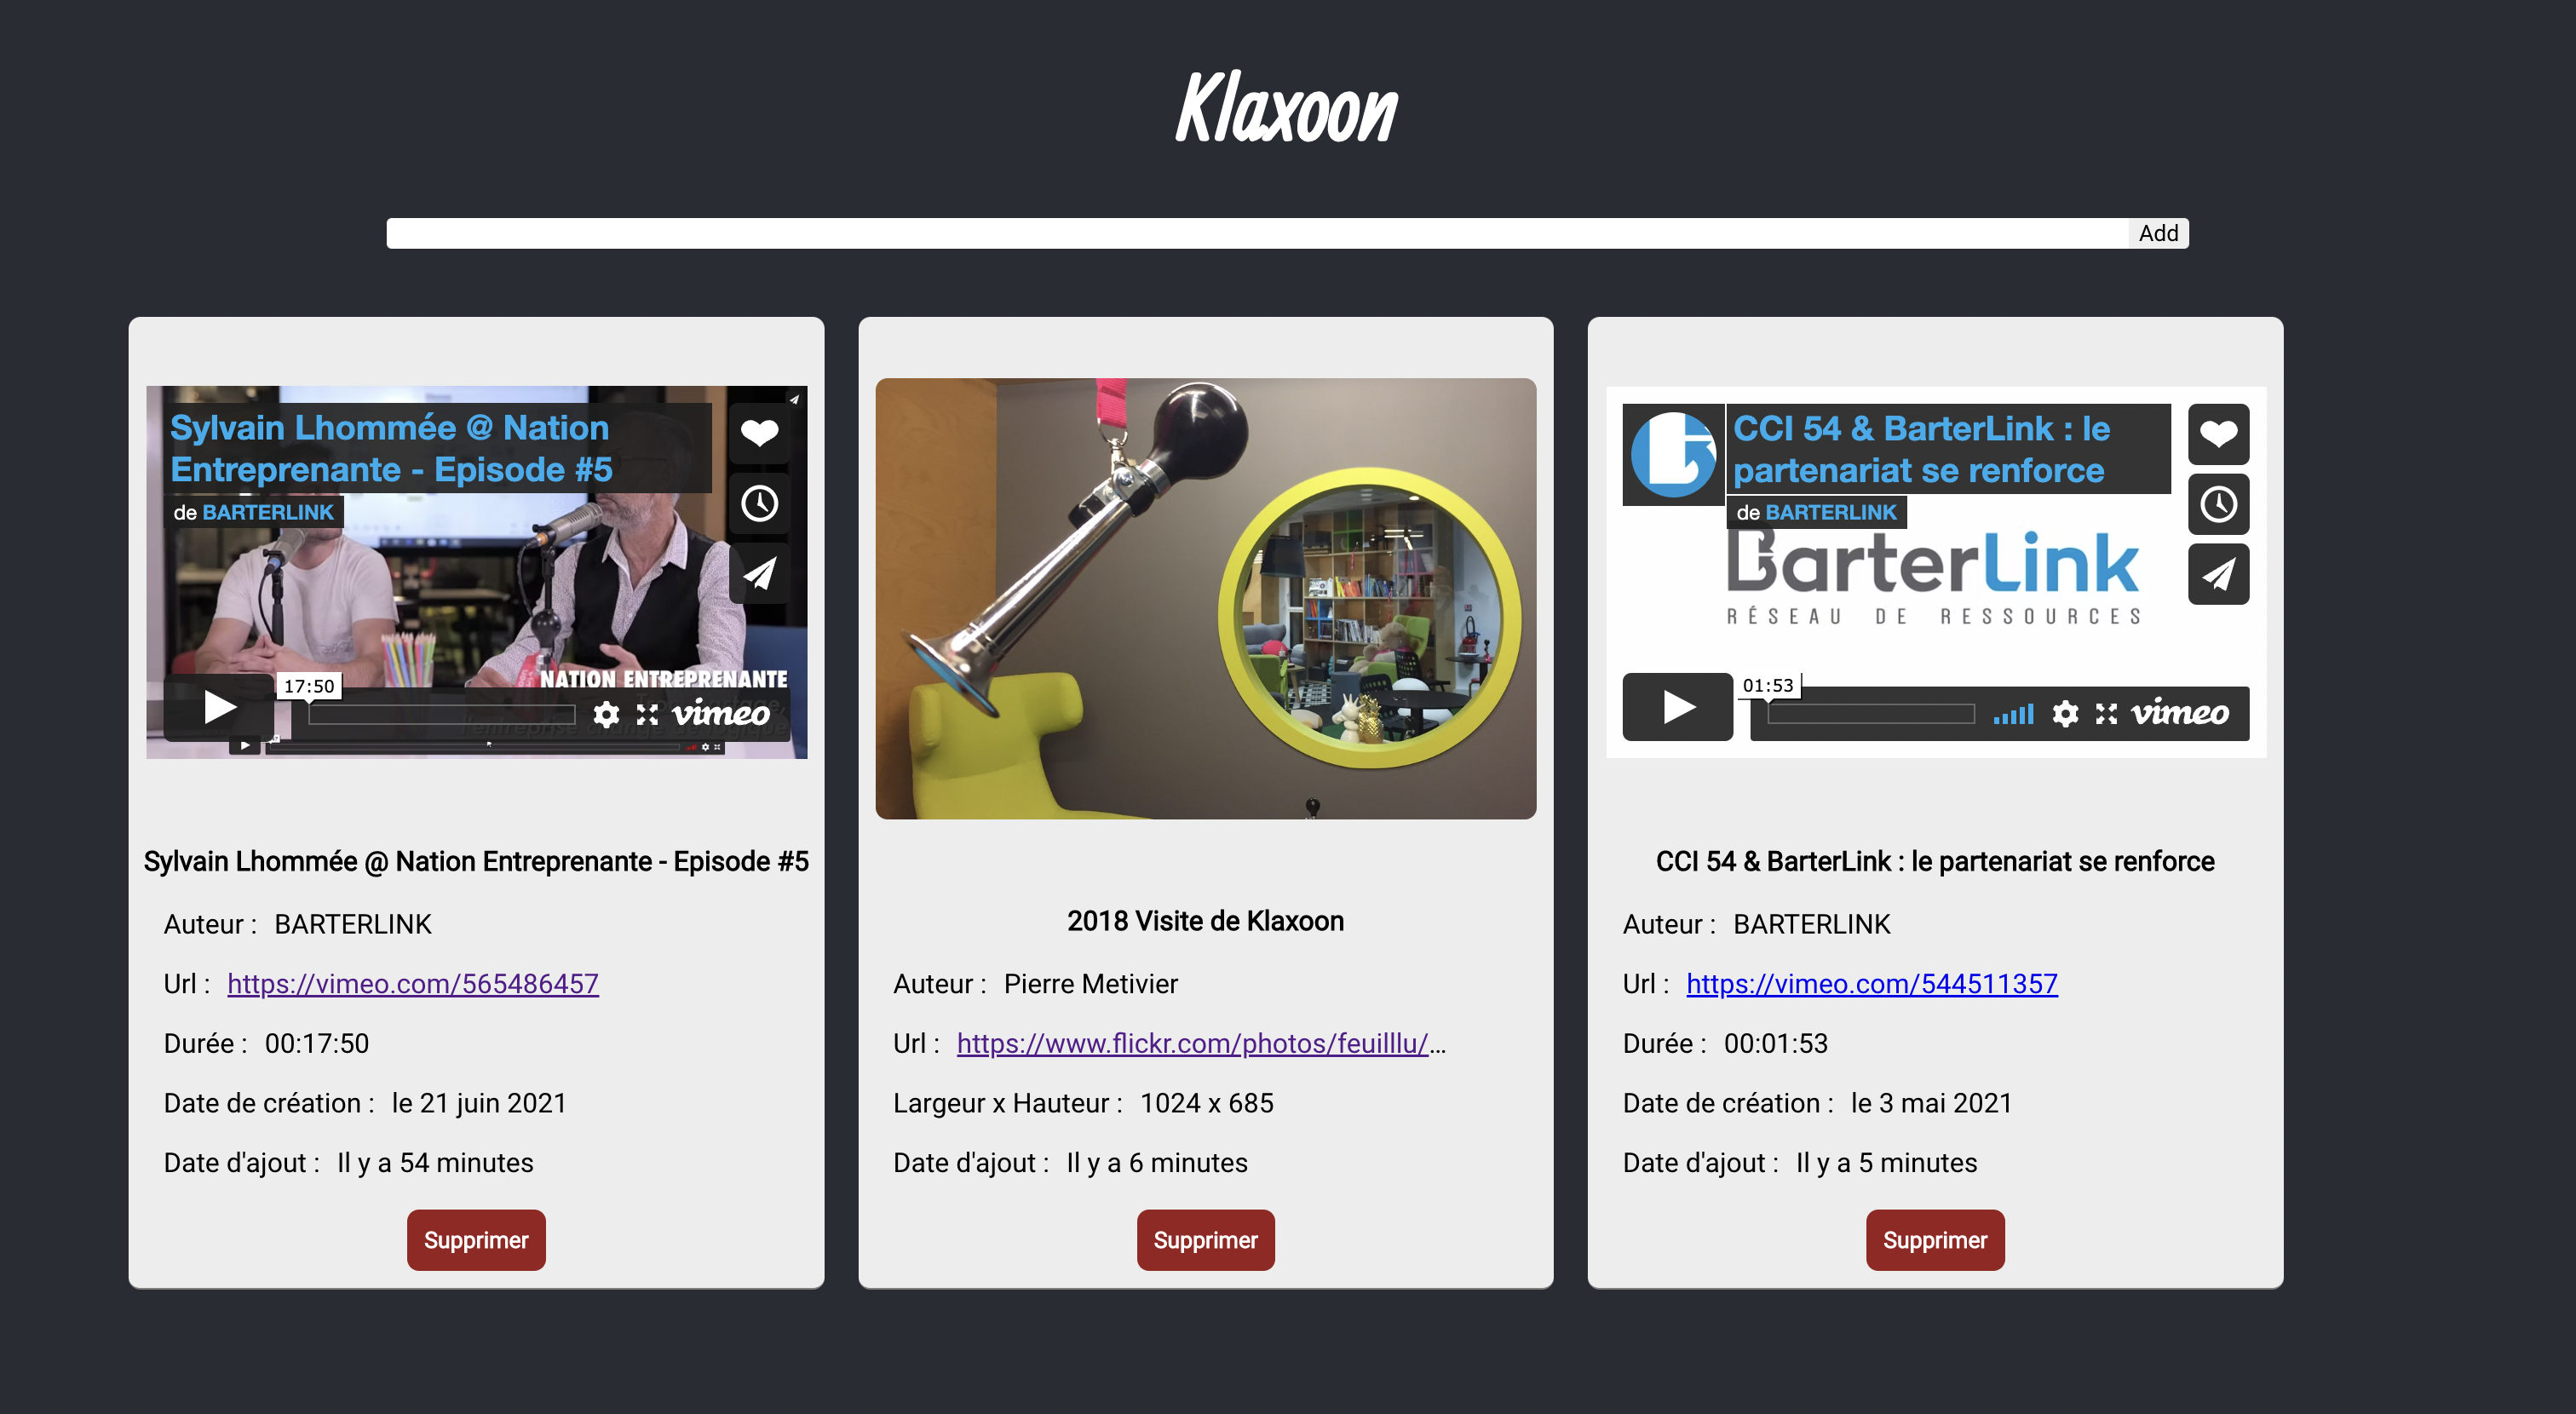 Klaxoon
Add
Sylvain Lhommée @ Nation
Entreprenante - Episode #5
de BARTERLINK
NATION ENTREPRENANTE
17:50
vimeo
Sylvain Lhommée @ Nation Entreprenante - Episode #5
Auteur : BARTERLINK
Url : https://vimeo.com/565486457
Durée : 00:17:50
Date de création : le 21 juin 2021
Date d'ajout : Il y a 54 minutes
Supprimer
2018 Visite de Klaxoon
Auteur : Pierre Metivier
Url : https://www.flickr.com/photos/feuilllu/...
Largeur x Hauteur : 1024 x 685
Date d'ajout : Il y a 6 minutes
Supprimer
CCI 54 & BarterLink : le
partenariat se renforce
de BARTERLINK
BarterLink
RÉSEAU DE RESSOURCES
01:53
vimeo
CCI 54 & BarterLink : le partenariat se renforce
Auteur : BARTERLINK
Url : https://vimeo.com/544511357
Durée : 00:01:53
Date de création : le 3 mai 2021
Date d'ajout : Il y a 5 minutes
Supprimer